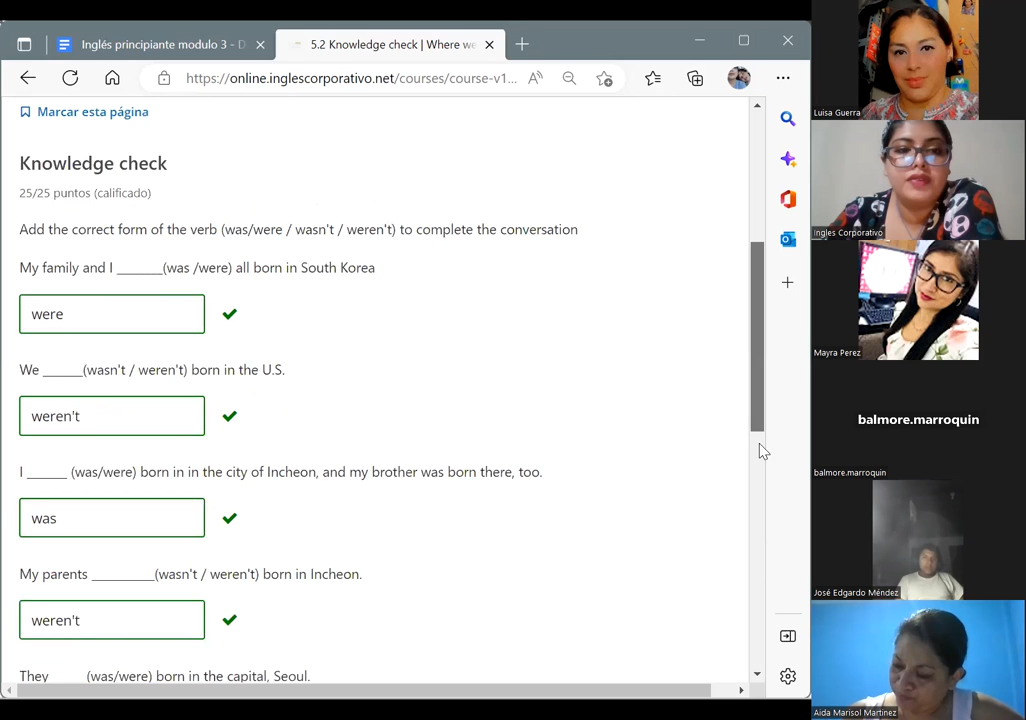 Inglés principiante modulo 3 - D
5.2 Knowledge check | Where we
https://online.inglescorporativo.net/courses/course-v1...
Marcar esta página
Knowledge check
25/25 puntos (calificado)
Add the correct form of the verb (was/were / wasn't / weren't) to complete the conversation
My family and I _______(was /were) all born in South Korea
were
We ______(wasn't / weren't) born in the U.S.
weren't
I ______ (was/were) born in in the city of Incheon, and my brother was born there, too.
was
My parents __________(wasn't / weren't) born in Incheon.
weren't
They _____ (was/were) born in the capital, Seoul.
Luisa Guerra
Ingles Corporativo
Mayra Perez
balmore.marroquin
balmore.marroquin
José Edgardo Méndez
Aida Marisol Martinez